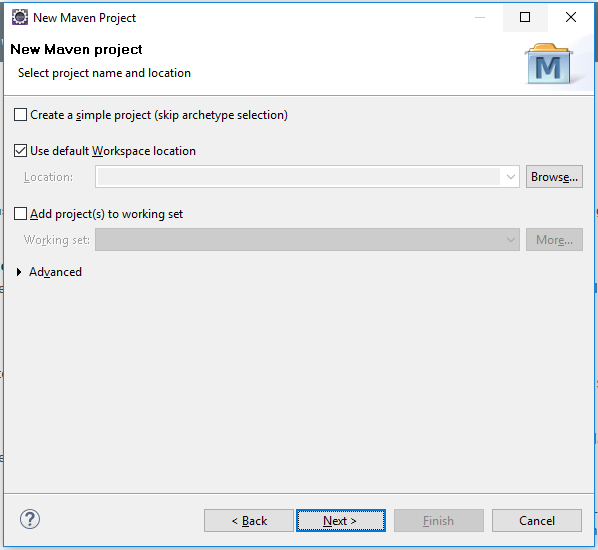 New Maven Project
New Maven project
Select project name and location
M
Create a simple project (skip archetype selection)
Use default Workspace location
Location:
Browse...
Add project(s) to working set
Working set:
More...
Advanced
?
< Back
Next >
Finish
Cancel